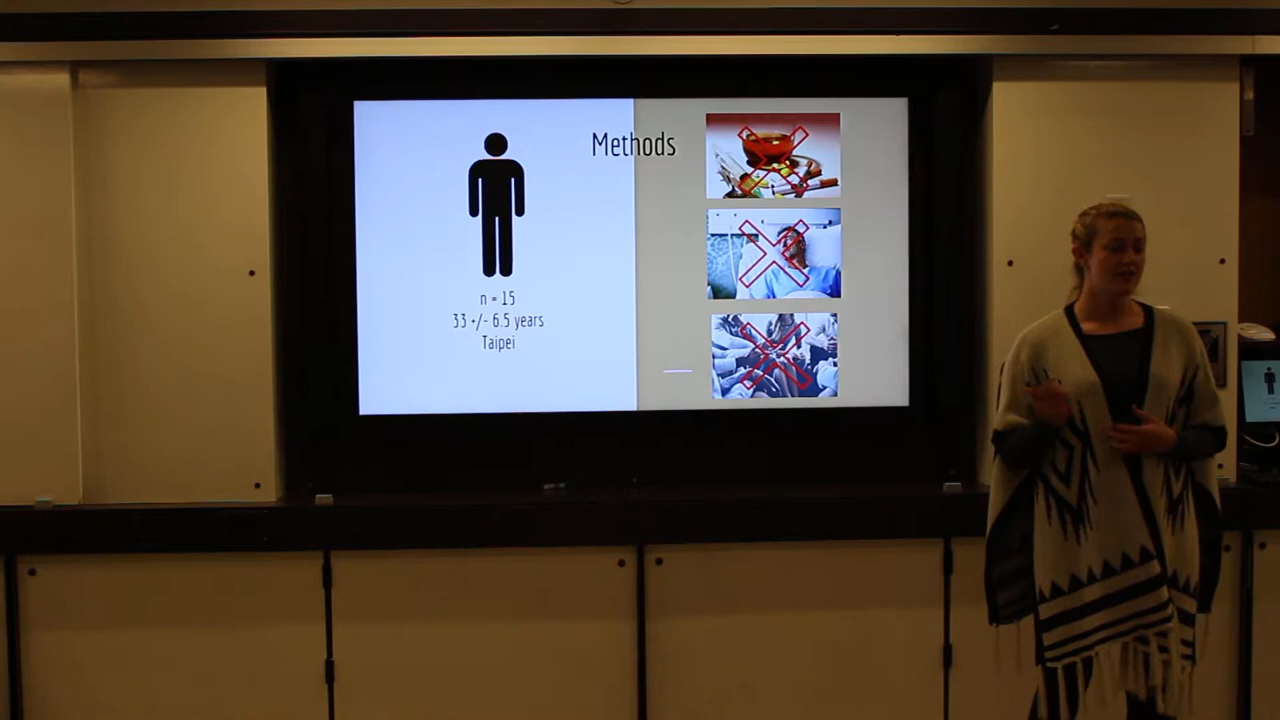 Methods
n = 15
33 +/- 6.5 years
Taipei